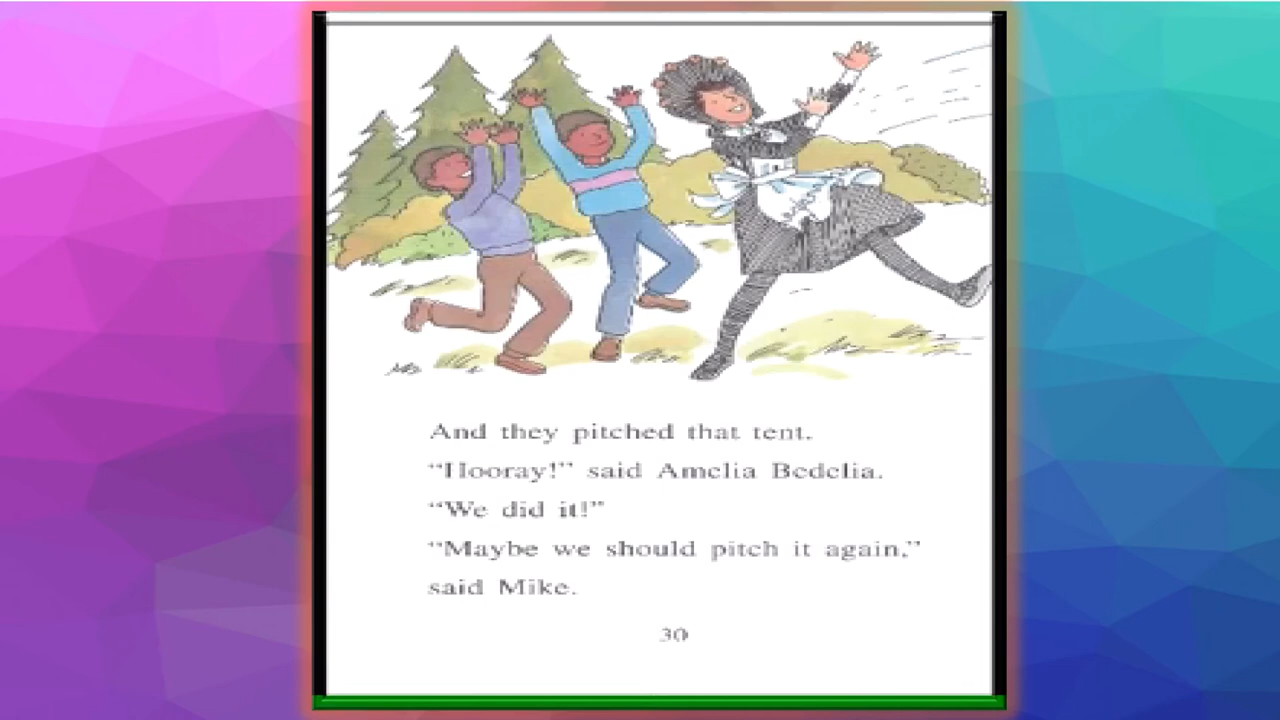 And they pitched that tent.
“Hooray!” said Amelia Bedelia.
“We did it!”
“Maybe we should pitch it again,”
said Mike.
30